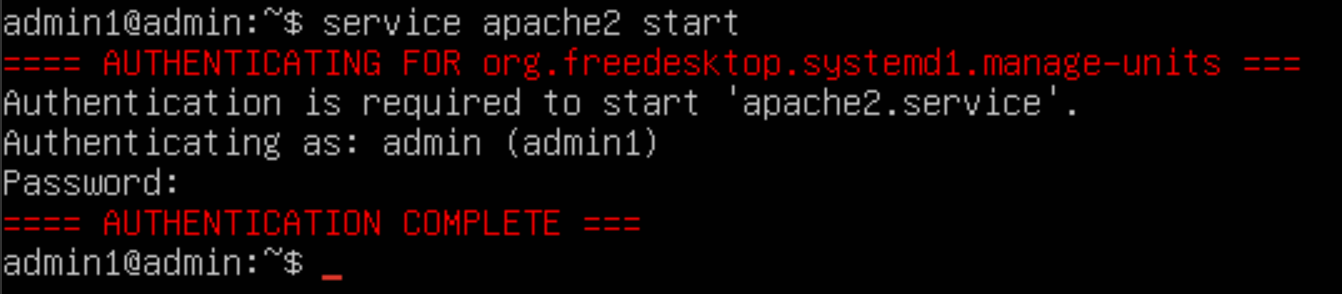 admin1@admin:~$ service apache2 start
==== AUTHENTICATING FOR org.freedesktop.systemd1.manage-units ===
Authentication is required to start 'apache2.service'.
Authenticating as: admin (admin1)
Password:
==== AUTHENTICATION COMPLETE ===
admin1@admin:~$ _